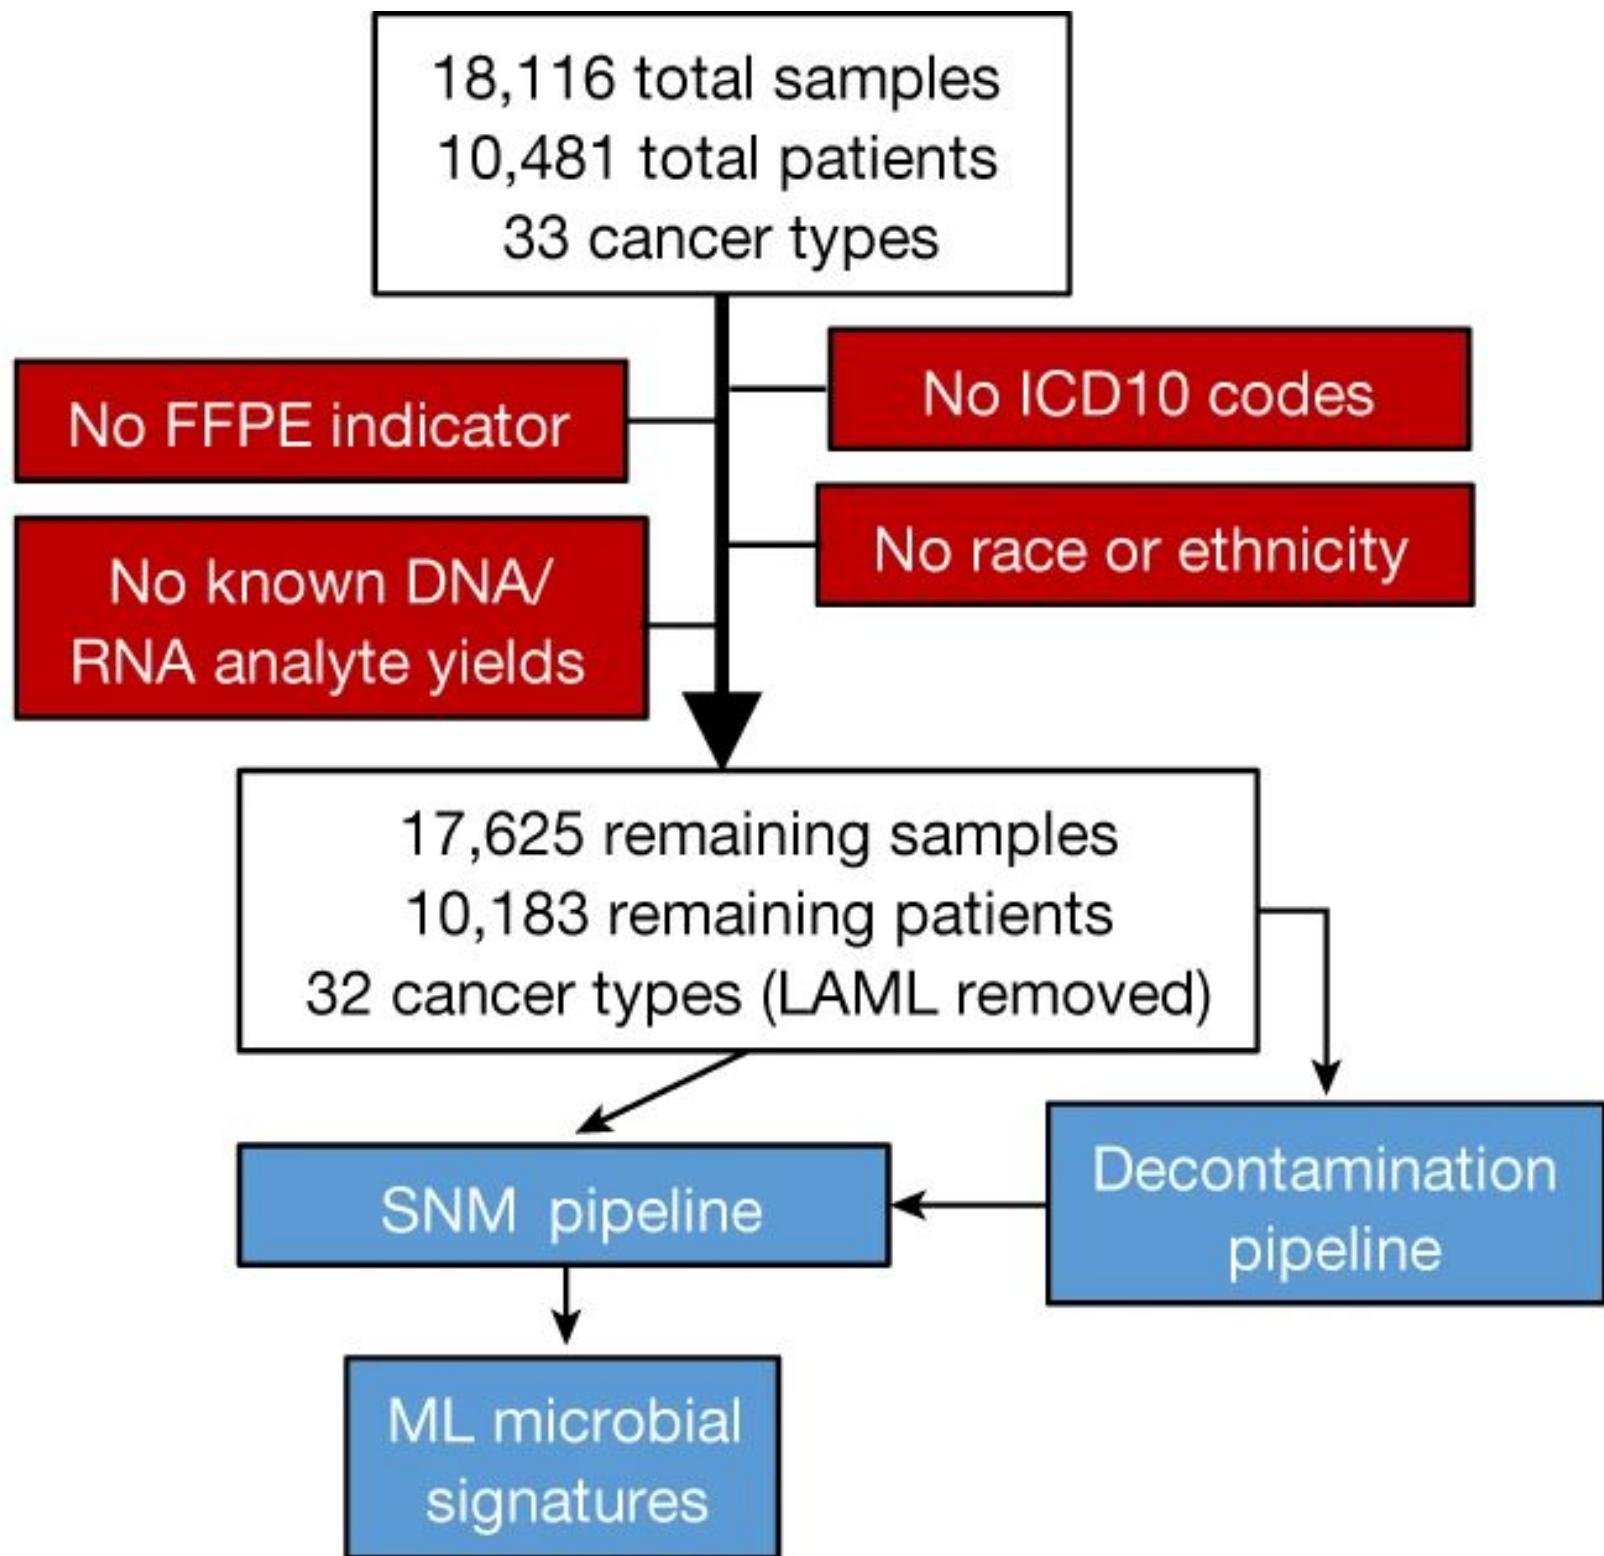 18,116 total samples
10,481 total patients
33 cancer types
No FFPE indicator
No ICD10 codes
No known DNA/
RNA analyte yields
No race or ethnicity
17,625 remaining samples
10,183 remaining patients
32 cancer types (LAML removed)
SNM pipeline
Decontamination
pipeline
ML microbial
signatures